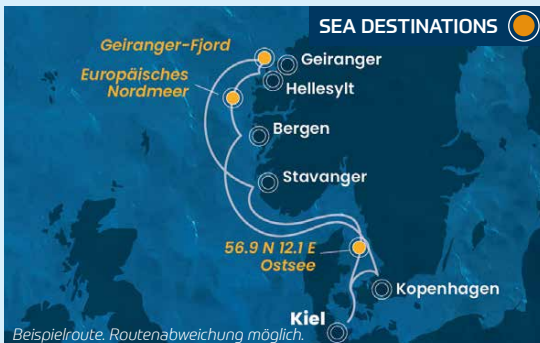 SEA DESTINATIONS
Geiranger-Fjord
Geiranger
Europäisches
Nordmeer
Hellesylt
Bergen
Stavanger
56.9 N 12.1 E
Ostsee
Kopenhagen
Kiel
Beispielroute. Routenabweichung möglich.